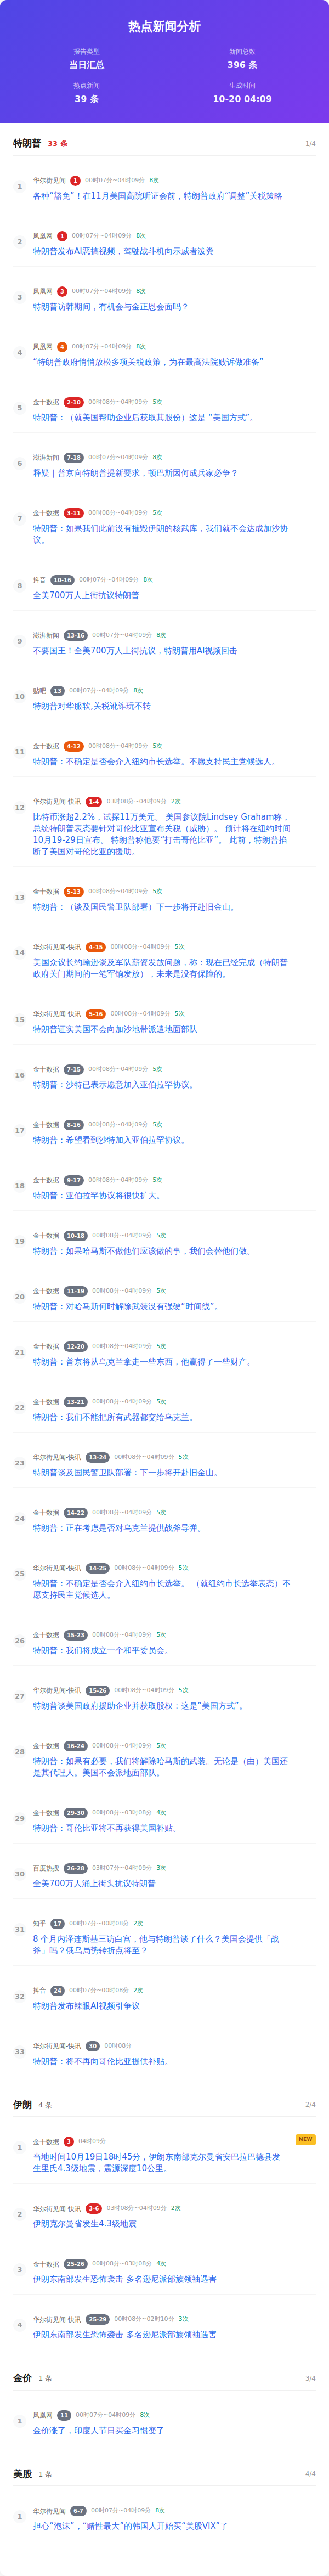 热点新闻分析
报告类型
当日汇总
新闻总数
396 条
热点新闻
39 条
生成时间
10-20 04:09
特朗普 33 条 1/4
1
华尔街见闻 1 00时07分~04时09分 8次
各种“豁免”！在11月美国高院听证会前，特朗普政府“调整”关税策略
2
凤凰网 1 00时07分~04时09分 8次
特朗普发布AI恶搞视频，驾驶战斗机向示威者泼粪
3
凤凰网 3 00时07分~04时09分 8次
特朗普访韩期间，有机会与金正恩会面吗？
4
凤凰网 4 00时07分~04时09分 8次
“特朗普政府悄悄放松多项关税政策，为在最高法院败诉做准备”
5
金十数据 2-10 00时08分~04时09分 5次
特朗普：（就美国帮助企业后获取其股份）这是 “美国方式”。
6
澎湃新闻 7-18 00时07分~04时09分 8次
释疑｜普京向特朗普提新要求，顿巴斯因何成兵家必争？
7
金十数据 3-11 00时08分~04时09分 5次
特朗普：如果我们此前没有摧毁伊朗的核武库，我们就不会达成加沙协
议。
8
抖音 10-16 00时07分~04时09分 8次
全美700万人上街抗议特朗普
9
澎湃新闻 13-16 00时07分~04时09分 8次
不要国王！全美700万人上街抗议，特朗普用AI视频回击
10
贴吧 13 00时07分~04时09分 8次
特朗普对华服软,关税讹诈玩不转
11
金十数据 4-12 00时08分~04时09分 5次
特朗普：不确定是否会介入纽约市长选举。不愿支持民主党候选人。
12
华尔街见闻-快讯 1-4 03时08分~04时09分 2次
比特币涨超2.2%，试探11万美元。 美国参议院Lindsey Graham称，
总统特朗普表态要针对哥伦比亚宣布关税（威胁）。 预计将在纽约时间
10月19-29日宣布。 特朗普称他要“打击哥伦比亚”。 此前，特朗普掐
断了美国对哥伦比亚的援助。
13
金十数据 5-13 00时08分~04时09分 5次
特朗普：（谈及国民警卫队部署）下一步将开赴旧金山。
14
华尔街见闻-快讯 4-15 00时08分~04时09分 5次
美国众议长约翰逊谈及军队薪资发放问题，称：现在已经完成（特朗普
政府关门期间的一笔军饷发放），未来是没有保障的。
15
华尔街见闻-快讯 5-16 00时08分~04时09分 5次
特朗普证实美国不会向加沙地带派遣地面部队
16
金十数据 7-15 00时08分~04时09分 5次
特朗普：沙特已表示愿意加入亚伯拉罕协议。
17
金十数据 8-16 00时08分~04时09分 5次
特朗普：希望看到沙特加入亚伯拉罕协议。
18
金十数据 9-17 00时08分~04时09分 5次
特朗普：亚伯拉罕协议将很快扩大。
19
金十数据 10-18 00时08分~04时09分 5次
特朗普：如果哈马斯不做他们应该做的事，我们会替他们做。
20
金十数据 11-19 00时08分~04时09分 5次
特朗普：对哈马斯何时解除武装没有强硬“时间线”。
21
金十数据 12-20 00时08分~04时09分 5次
特朗普：普京将从乌克兰拿走一些东西，他赢得了一些财产。
22
金十数据 13-21 00时08分~04时09分 5次
特朗普：我们不能把所有武器都交给乌克兰。
23
华尔街见闻-快讯 13-24 00时08分~04时09分 5次
特朗普谈及国民警卫队部署：下一步将开赴旧金山。
24
金十数据 14-22 00时08分~04时09分 5次
特朗普：正在考虑是否对乌克兰提供战斧导弹。
25
华尔街见闻-快讯 14-25 00时08分~04时09分 5次
特朗普：不确定是否会介入纽约市长选举。 （就纽约市长选举表态）不
愿支持民主党候选人。
26
金十数据 15-23 00时08分~04时09分 5次
特朗普：我们将成立一个和平委员会。
27
华尔街见闻-快讯 15-26 00时08分~04时09分 5次
特朗普谈美国政府援助企业并获取股权：这是“美国方式”。
28
金十数据 16-24 00时08分~04时09分 5次
特朗普：如果有必要，我们将解除哈马斯的武装。无论是（由）美国还
是其代理人。美国不会派地面部队。
29
金十数据 29-30 00时08分~03时08分 4次
特朗普：哥伦比亚将不再获得美国补贴。
30
百度热搜 26-28 03时07分~04时09分 3次
全美700万人涌上街头抗议特朗普
31
知乎 17 00时07分~00时08分 2次
8 个月内泽连斯基三访白宫，他与特朗普谈了什么？美国会提供「战
斧」吗？俄乌局势转折点将至？
32
抖音 24 00时07分~00时08分 2次
特朗普发布辣眼AI视频引争议
33
华尔街见闻-快讯 30 00时08分
特朗普：将不再向哥伦比亚提供补贴。
伊朗 4 条 2/4
1
金十数据 3 04时09分 NEW
当地时间10月19日18时45分，伊朗东南部克尔曼省安巴拉巴德县发
生里氏4.3级地震，震源深度10公里。
2
华尔街见闻-快讯 3-6 03时08分~04时09分 2次
伊朗克尔曼省发生4.3级地震
3
金十数据 25-26 00时08分~03时08分 4次
伊朗东南部发生恐怖袭击 多名逊尼派部族领袖遇害
4
华尔街见闻-快讯 25-29 00时08分~02时10分 3次
伊朗东南部发生恐怖袭击 多名逊尼派部族领袖遇害
金价 1 条 3/4
1
凤凰网 11 00时07分~04时09分 8次
金价涨了，印度人节日买金习惯变了
美股 1 条 4/4
1
华尔街见闻 6-7 00时07分~04时09分 8次
担心“泡沫”，“赌性最大”的韩国人开始买“美股VIX”了